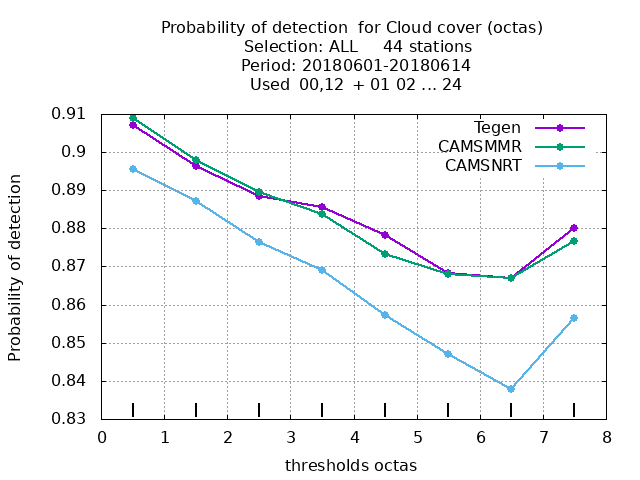 Probability of detection  for Cloud cover (octas)
Selection: ALL     44 stations
Period: 20180601-20180614
Used  00,12  + 01 02 ... 24
Probability of detection
0.91
0.9
0.89
0.88
0.87
0.86
0.85
0.84
0.83
Tegen
CAMSMMR
CAMSNRT
0 1 2 3 4 5 6 7 8
thresholds octas